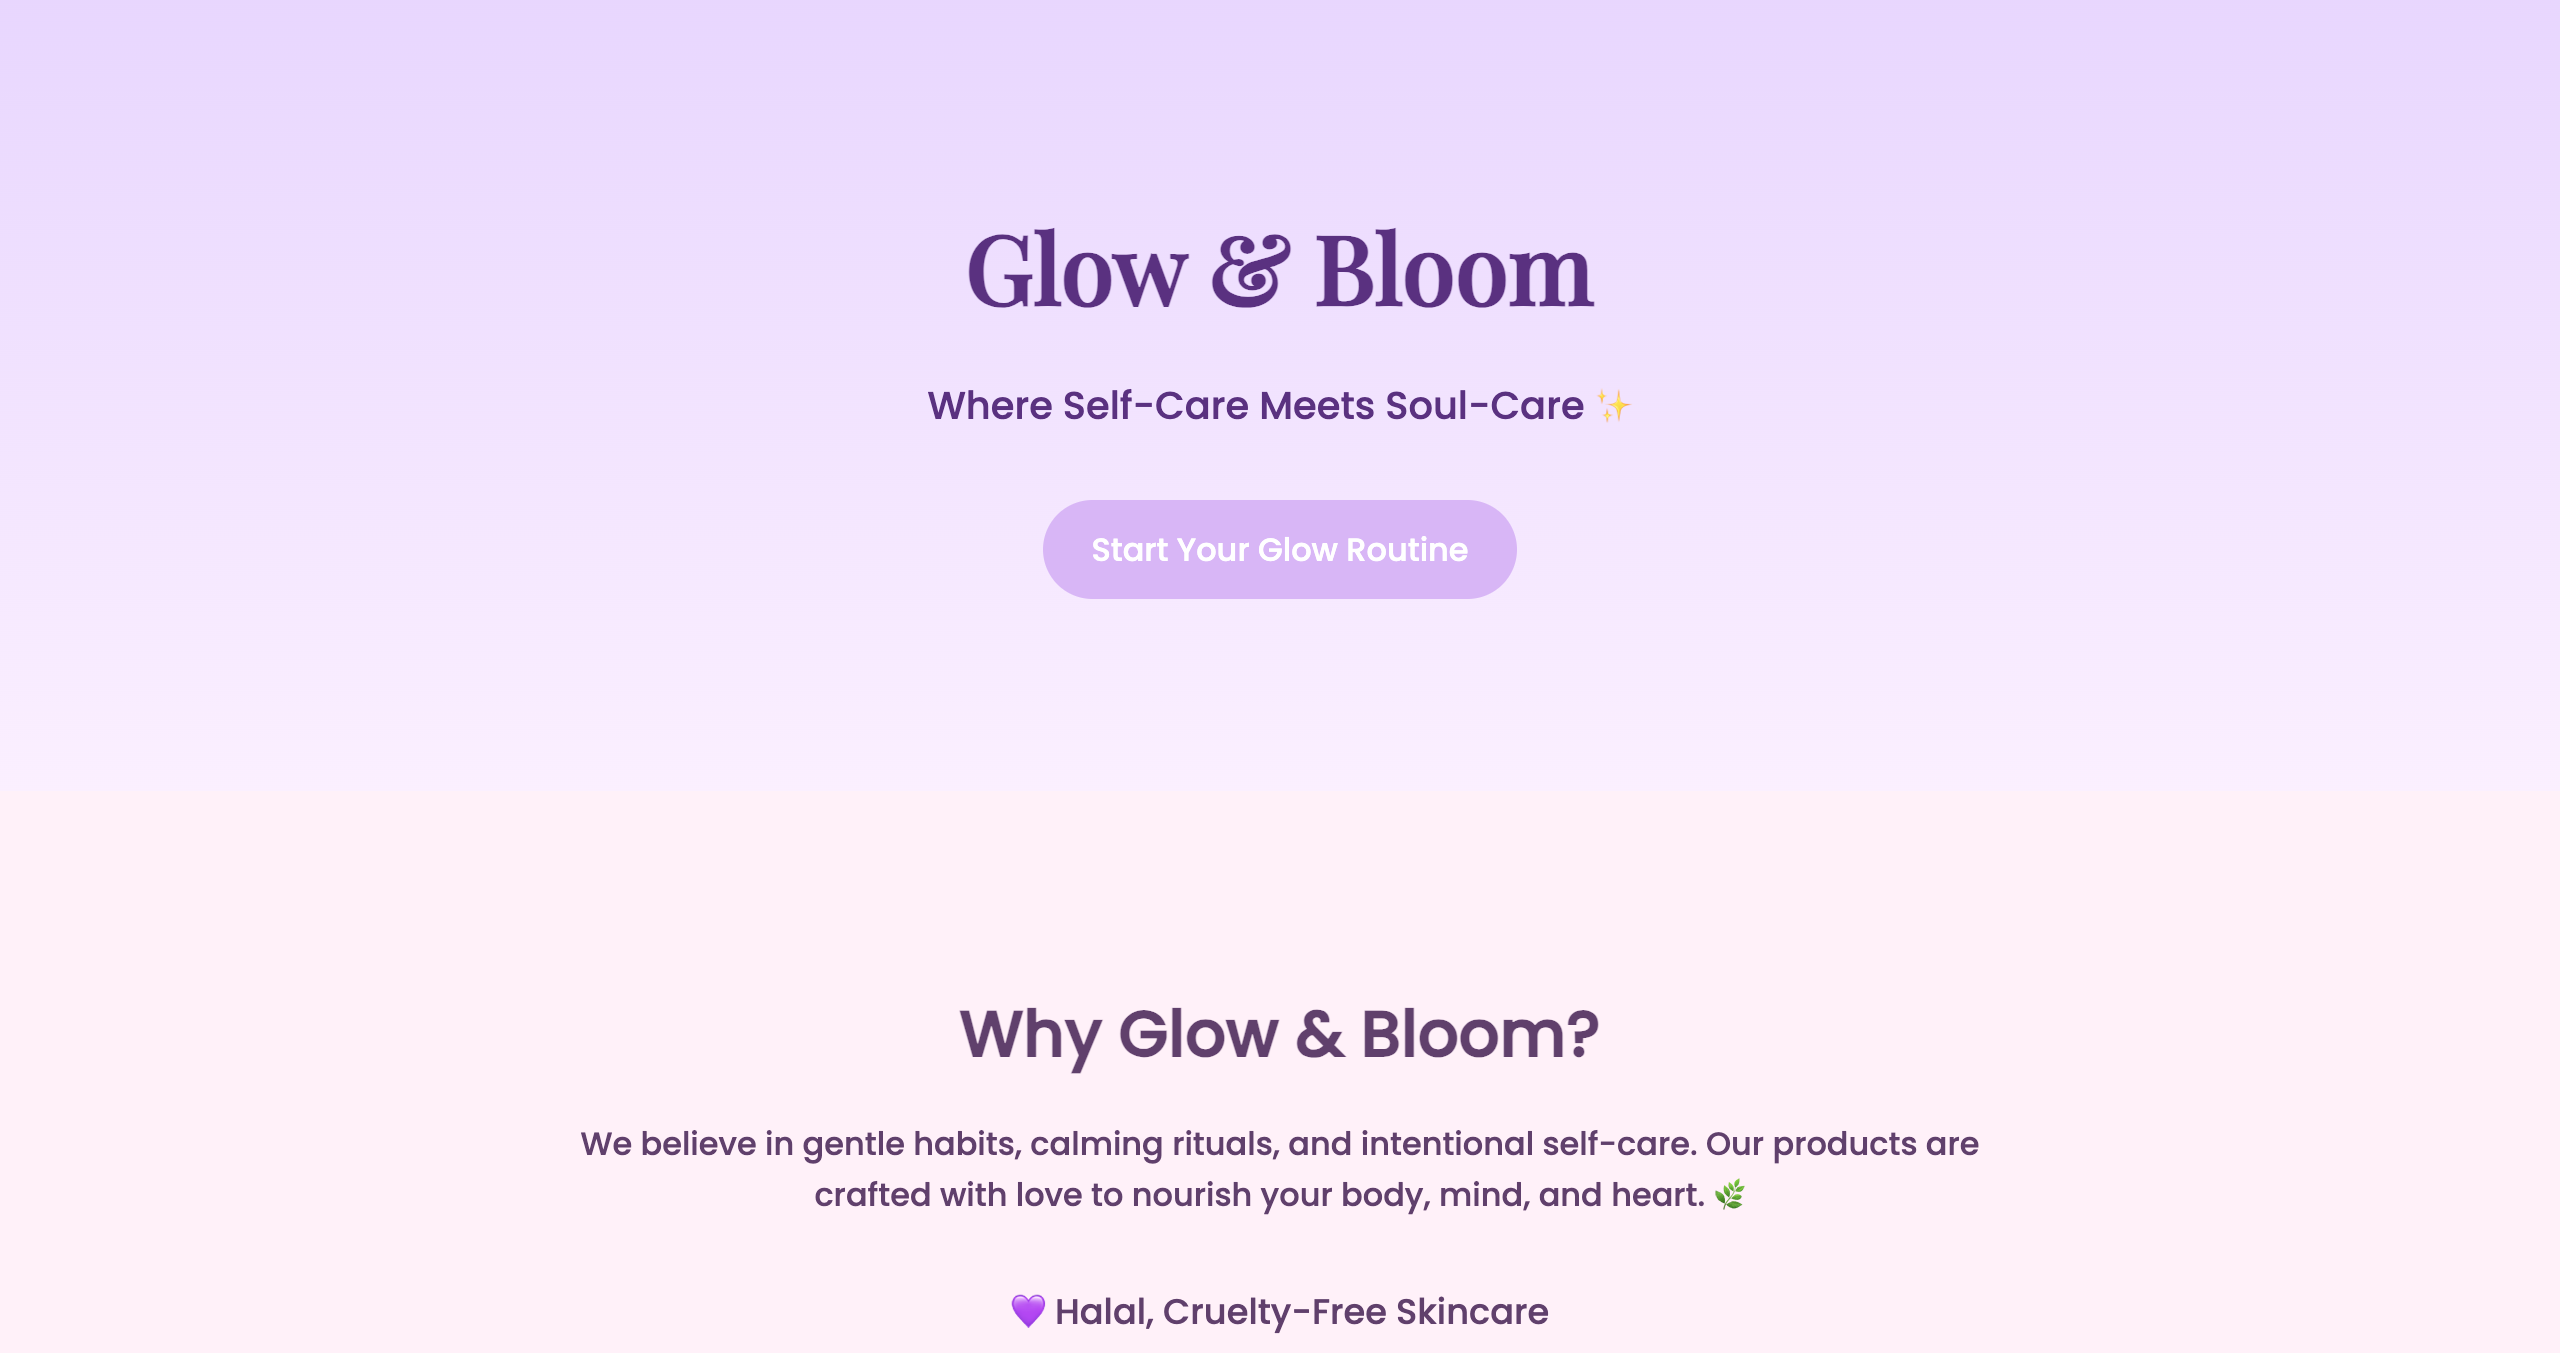 Glow & Bloom
Where Self-Care Meets Soul-Care ✨
Start Your Glow Routine
Why Glow & Bloom?
We believe in gentle habits, calming rituals, and intentional self-care. Our products are
crafted with love to nourish your body, mind, and heart. 🌿
💜 Halal, Cruelty-Free Skincare